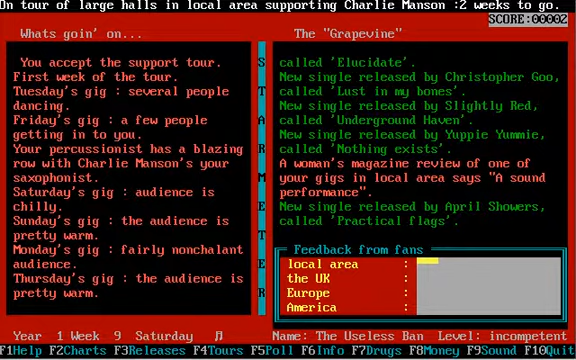 On tour of large halls in local area supporting Charlie Manson :2 weeks to go.
SCORE:00002
Whats goin' on...
You accept the support tour.
First week of the tour.
Tuesday's gig : several people
dancing.
Friday's gig : a few people
getting in to you.
Your percussionist has a blazing
row with Charlie Manson's your
saxophonist.
Saturday's gig : audience is
chilly.
Sunday's gig : the audience is
pretty warm.
Monday's gig : fairly nonchalant
audience.
Thursday's gig : the audience is
pretty warm.
S
T
A
R
M
E
T
E
R
The "Grapevine"
called 'Elucidate'.
New single released by Christopher Goo,
called 'Lust in my bones'.
New single released by Slightly Red,
called 'Underground Haven'.
New single released by Yuppie Yummie,
called 'Nothing exists'.
A woman's magazine review of one of
your gigs in local area says "A sound
performance".
New single released by April Showers,
called 'Practical flags'.
Feedback from fans
local area :
the UK :
Europe :
America :
Year 1 Week 9 Saturday ♫ Name: The Useless Ban Level: incompetent
F1Help F2Charts F3Releases F4Tours F5Poll F6Info F7Drugs F8Money F9Sound F10Quit